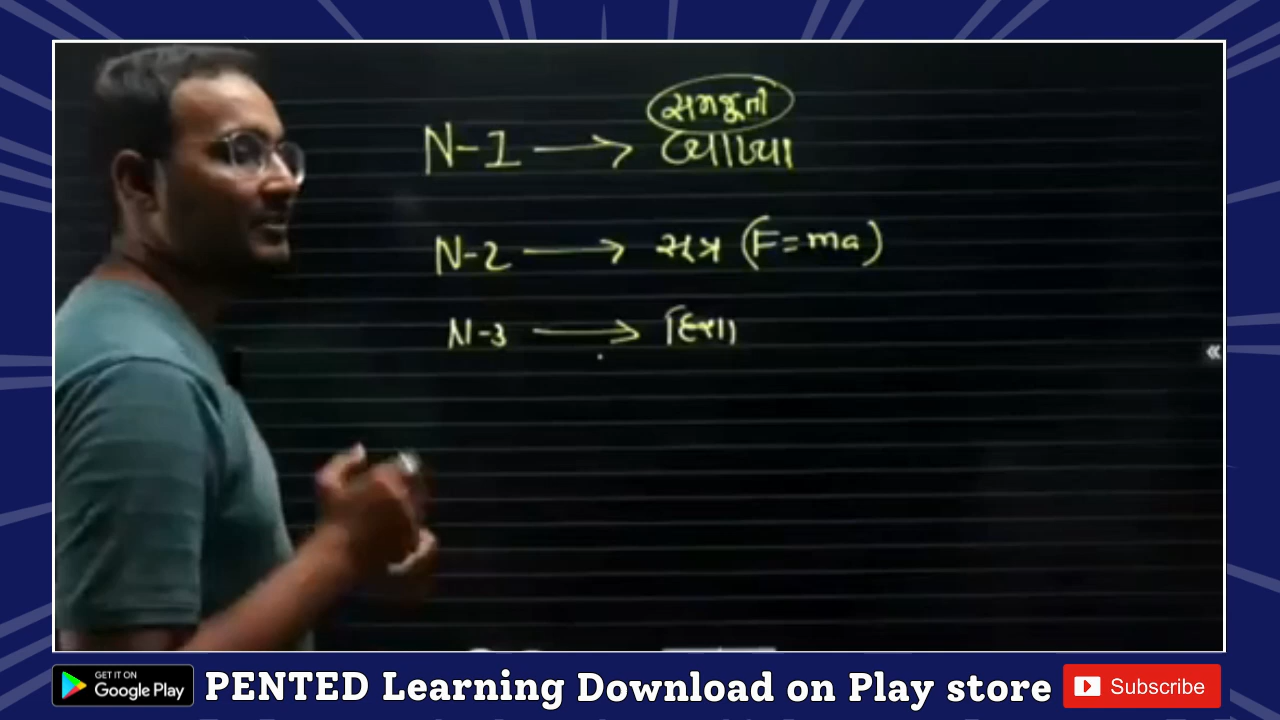 સમજૂતી
N-1 → વ્યાખ્યા
N-2 → સૂત્ર (F=ma)
N-3 → દિશા
«
GET IT ON
Google Play
PENTED Learning Download on Play store
Subscribe